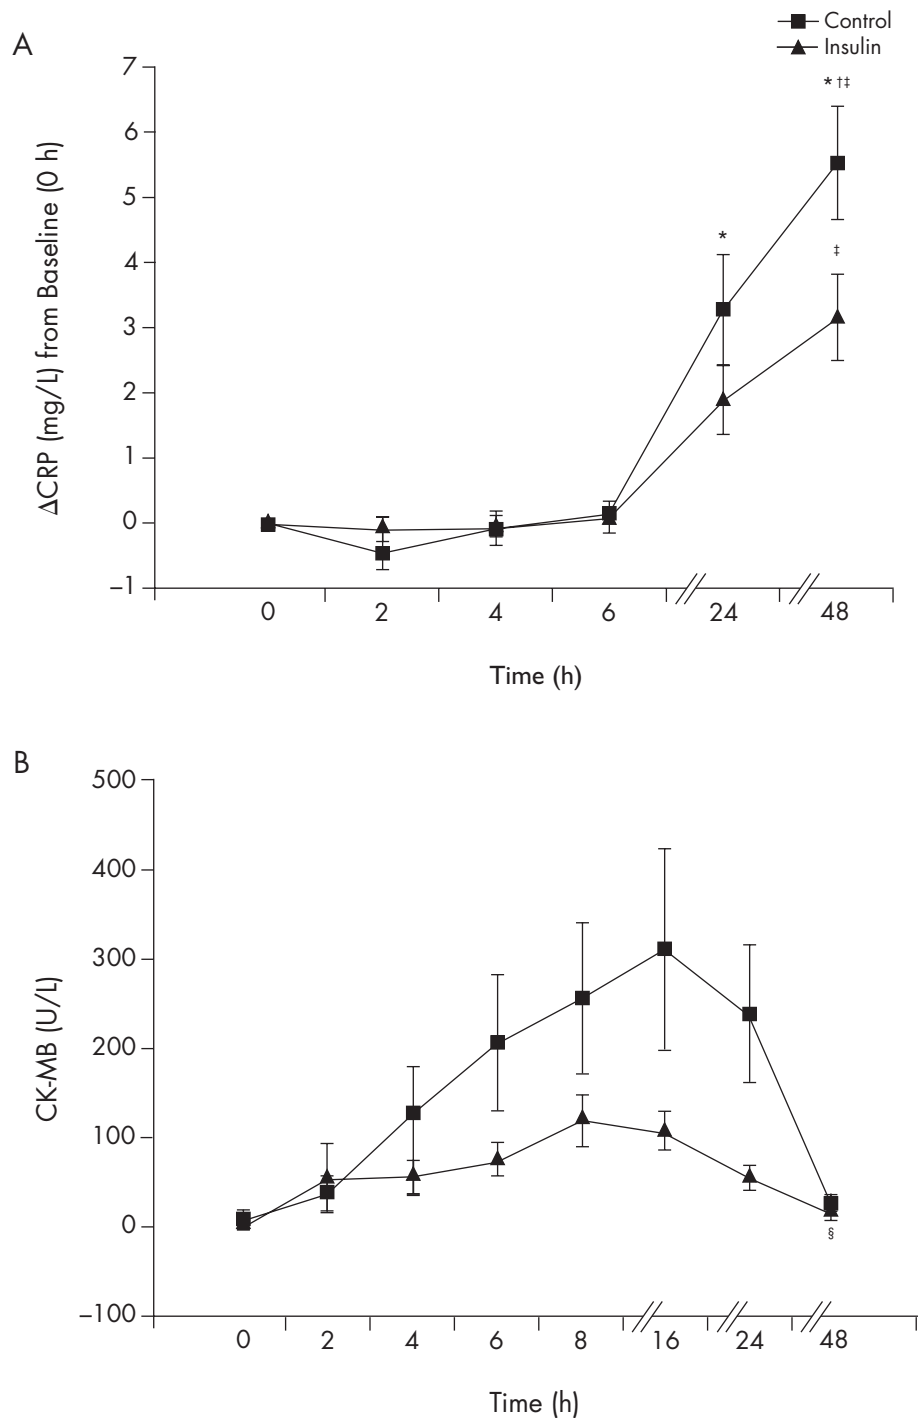 Control
Insulin
A
7
* †‡
6
5
‡
*
4
3
2
1
0
–1
ΔCRP (mg/L) from Baseline (0 h)
0 2 4 6 24 48
Time (h)
B
500
400
300
200
100
0
§
–100
CK-MB (U/L)
0 2 4 6 8 16 24 48
Time (h)